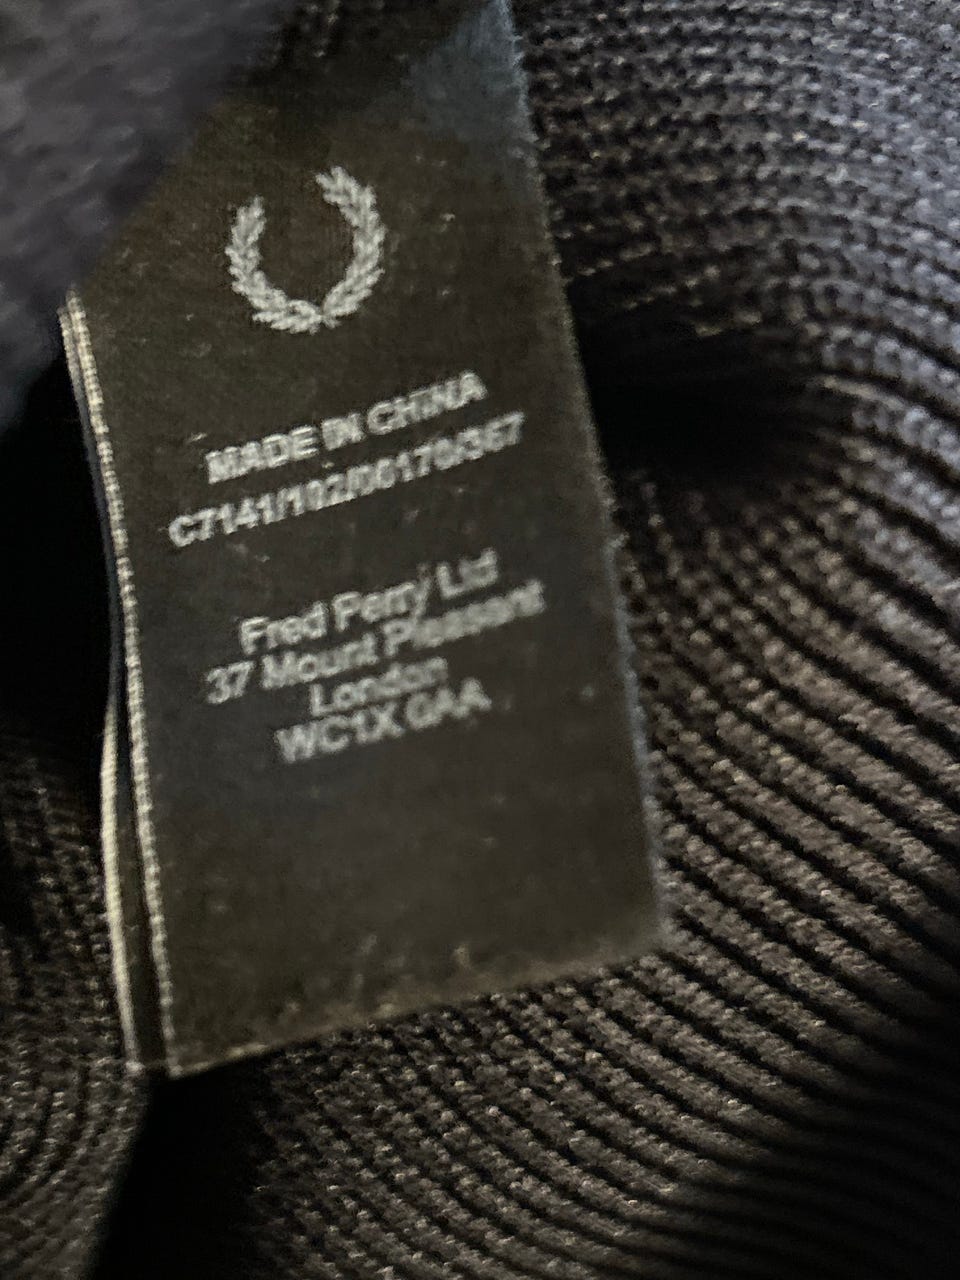 MADE IN CHINA
C7141/102/00170/367
Fred Perry Ltd
37 Mount Pleasant
London
WC1X 0AA